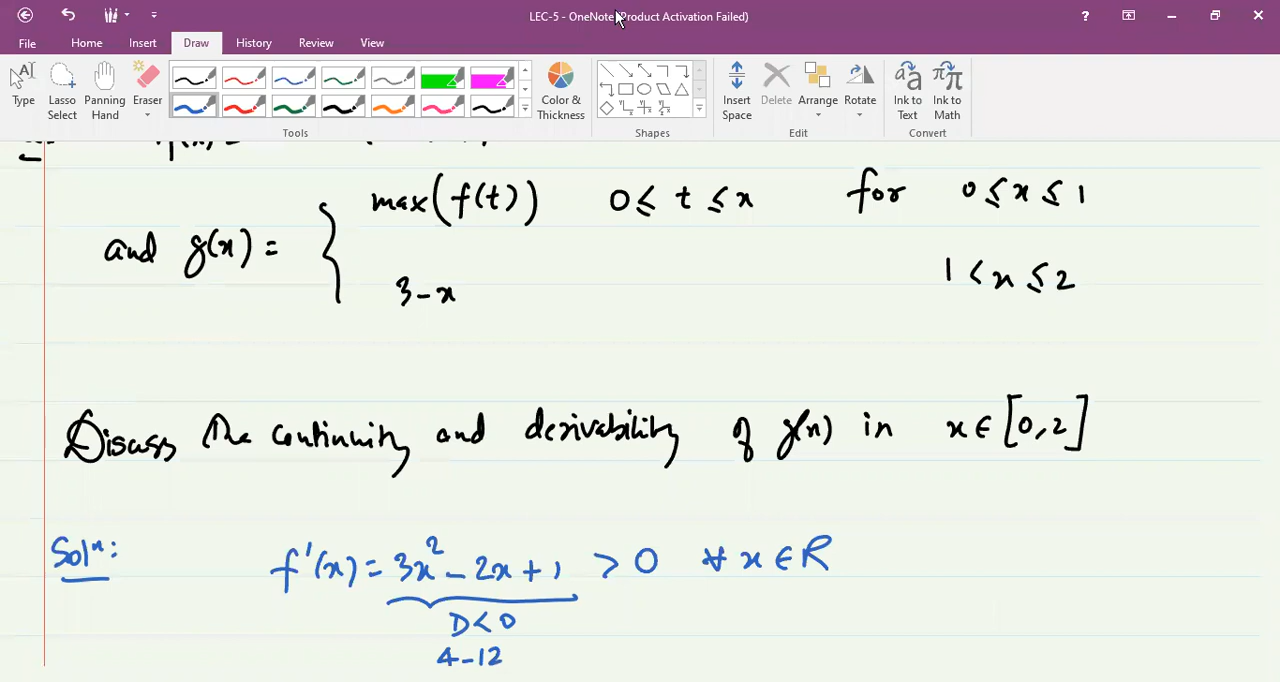 LEC-5 - OneNote (Product Activation Failed)
File Home Insert Draw History Review View
Type Lasso Select Panning Hand Eraser Color & Thickness Insert Space Delete Arrange Rotate Ink to Text Ink to Math
Tools Shapes Edit Convert
max(f(t)) 0 ≤ t ≤ x for 0 ≤ x ≤ 1
and g(x) = {
3-x 1 < x ≤ 2
Discuss The continuity and derivability of g(x) in x ∈ [0,2]
Solⁿ: f'(x) = 3x² - 2x + 1 > 0 ∀ x ∈ R
D < 0
4-12